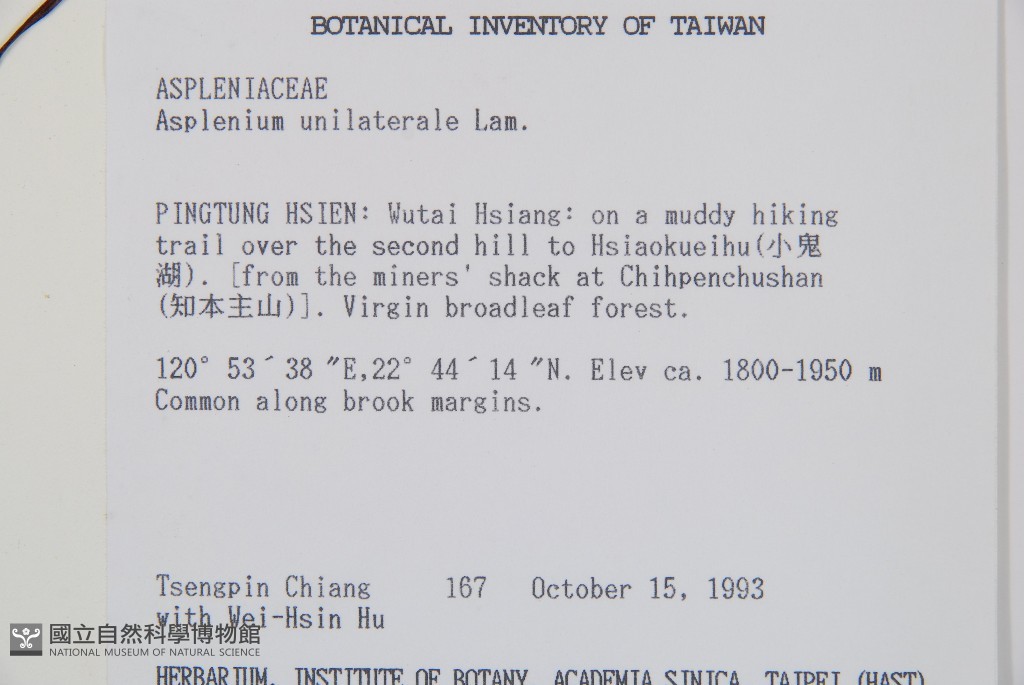 BOTANICAL INVENTORY OF TAIWAN
ASPLENIACEAE
Asplenium unilaterale Lam.
PINGTUNG HSIEN: Wutai Hsiang: on a muddy hiking
trail over the second hill to Hsiaokueihu(小鬼
湖). [from the miners' shack at Chihpenchushan
(知本主山)]. Virgin broadleaf forest.
120° 53´38 ″E,22° 44´14 ″N. Elev ca. 1800-1950 m
Common along brook margins.
Tsengpin Chiang 167 October 15, 1993
with Wei-Hsin Hu
國立自然科學博物館
NATIONAL MUSEUM OF NATURAL SCIENCE
HERBARIUM, INSTITUTE OF BOTANY, ACADEMIA SINICA, TAIPEI (HAST)